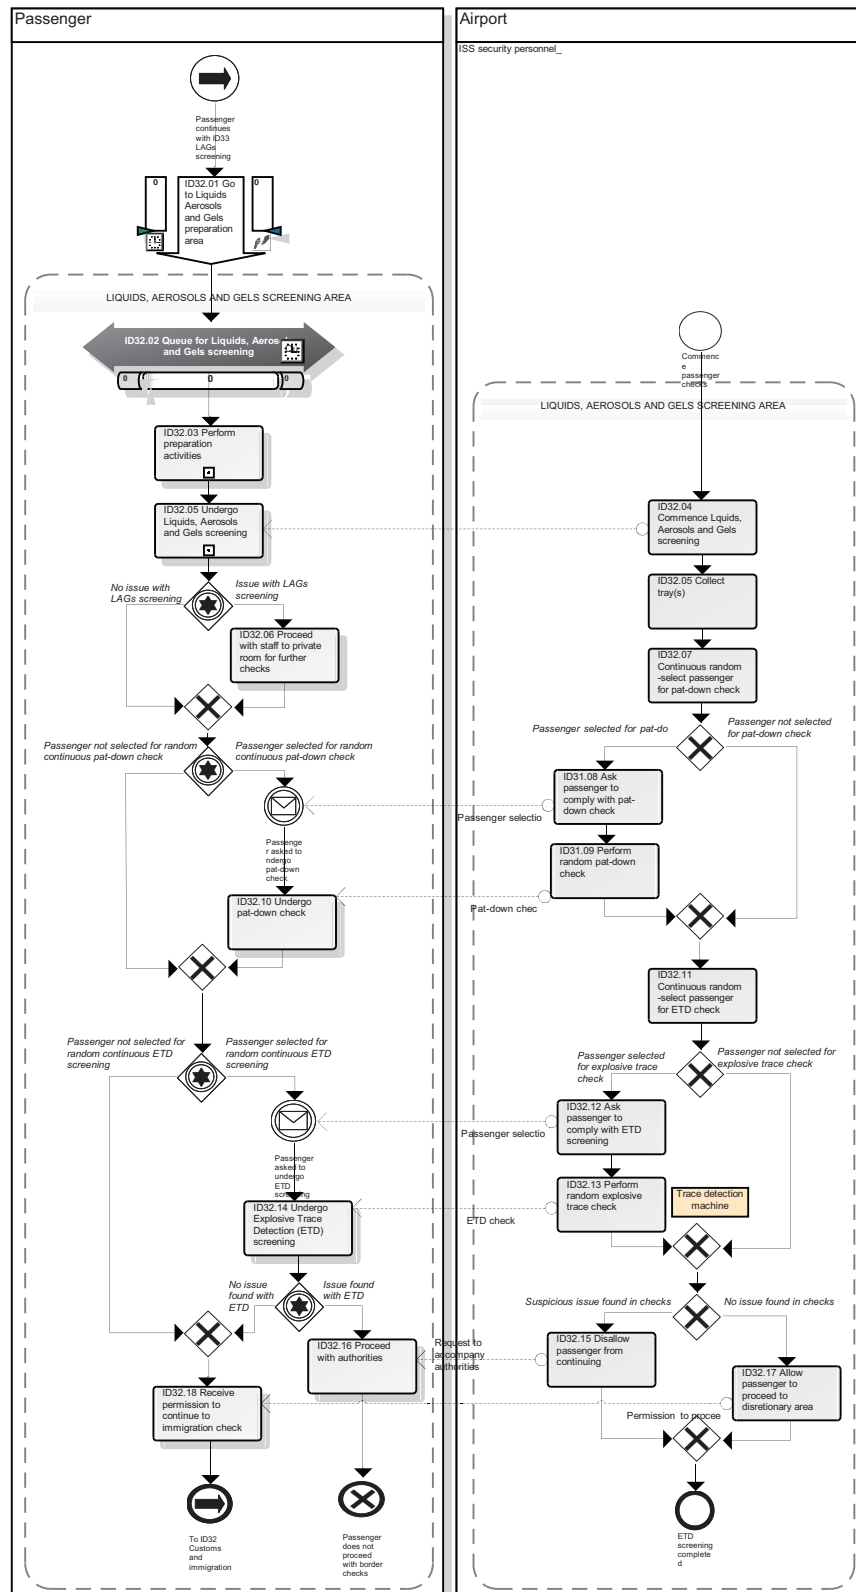 Passenger
Airport
ISS security personnel_
Passenger
continues
with ID33
LAGs
screening
0
0
ID32.01 Go
to Liquids
Aerosols
and Gels
preparation
area
LIQUIDS, AEROSOLS AND GELS SCREENING AREA
ID32.02 Queue for Liquids, Aerosols
and Gels screening
0
0
0
Commenc
e
passenger
checks
LIQUIDS, AEROSOLS AND GELS SCREENING AREA
ID32.03 Perform
preparation
activities
ID32.05 Undergo
Liquids, Aerosols
and Gels screening
ID32.04
Commence Lquids,
Aerosols and Gels
screening
No issue with
LAGs screening
Issue with LAGs
screening
ID32.05 Collect
tray(s)
ID32.06 Proceed
with staff to private
room for further
checks
ID32.07
Continuous random
-select passenger
for pat-down check
Passenger not selected for random
continuous pat-down check
Passenger selected for random
continuous pat-down check
Passenger selected for pat-do
Passenger not selected
for pat-down check
ID31.08 Ask
passenger to
comply with pat-
down check
Passenger selectio
Passenge
r asked to
ndergo
pat-down
check
ID31.09 Perform
random pat-down
check
ID32.10 Undergo
pat-down check
Pat-down chec
ID32.11
Continuous random
-select passenger
for ETD check
Passenger not selected for
random continuous ETD
screening
Passenger selected for
random continuous ETD
screening
Passenger selected
for explosive trace
check
Passenger not selected for
explosive trace check
ID32.12 Ask
passenger to
comply with ETD
screening
Passenger selectio
Passenger
asked to
undergo
ETD
screening
ID32.13 Perform
random explosive
trace check
Trace detection
machine
ID32.14 Undergo
Explosive Trace
Detection (ETD)
screening
ETD check
No issue
found with
ETD
Issue found
with ETD
Suspicious issue found in checks
No issue found in checks
ID32.16 Proceed
with authorities
Request to
accompany
authorities
ID32.15 Disallow
passenger from
continuing
ID32.17 Allow
passenger to
proceed to
disretionary area
ID32.18 Receive
permission to
continue to
immigration check
Permission to procee
To ID32
Customs
and
immigration
Passenger
does not
proceed
with border
checks
ETD
screening
complete
d